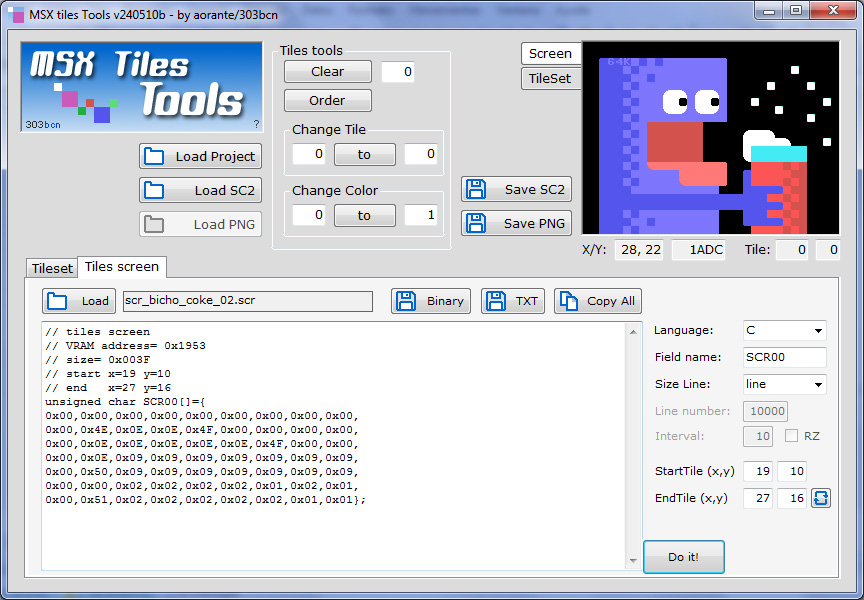 MSX tiles Tools v240510b - by aorante/303bcn
MSX Tiles
Tools
303bcn
?
Load Project
Load SC2
Load PNG
Tiles tools
Clear
0
Order
Change Tile
0
to
0
Change Color
0
to
1
Save SC2
Save PNG
Screen
TileSet
64K
X/Y:
28, 22
1ADC
Tile:
0
0
Tileset
Tiles screen
Load
scr_bicho_coke_02.scr
Binary
TXT
Copy All
// tiles screen
// VRAM address= 0x1953
// size= 0x003F
// start x=19 y=10
// end   x=27 y=16
unsigned char SCR00[]={
0x00,0x00,0x00,0x00,0x00,0x00,0x00,0x00,0x00,
0x00,0x4E,0x0E,0x0E,0x4F,0x00,0x00,0x00,0x00,
0x00,0x0E,0x0E,0x0E,0x0E,0x0E,0x4F,0x00,0x00,
0x00,0x0E,0x09,0x09,0x09,0x09,0x09,0x09,0x09,
0x00,0x50,0x09,0x09,0x09,0x09,0x09,0x09,0x09,
0x00,0x00,0x02,0x02,0x02,0x02,0x01,0x02,0x01,
0x00,0x51,0x02,0x02,0x02,0x02,0x02,0x01,0x01};
Language:
C
Field name:
SCR00
Size Line:
line
Line number:
10000
Interval:
10
RZ
StartTile (x,y)
19
10
EndTile (x,y)
27
16
Do it!